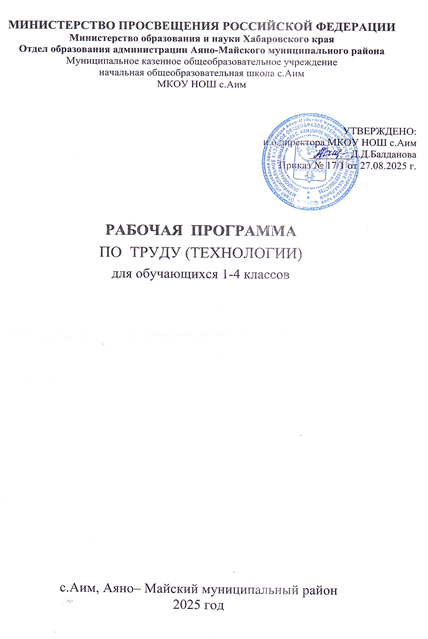 МИНИСТЕРСТВО ПРОСВЕЩЕНИЯ РОССИЙСКОЙ ФЕДЕРАЦИИ
Министерство образования и науки Хабаровского края
Отдел образования администрации Аяно-Майского муниципального района
Муниципальное казенное общеобразовательное учреждение
начальная общеобразовательная школа с.Аим
МКОУ НОШ с.Аим
УТВЕРЖДЕНО:
и.о.директора МКОУ НОШ с.Аим
Д.Д.Балданова
Приказ № 17/1 от 27.08.2025 г.
РАБОЧАЯ ПРОГРАММА
ПО ТРУДУ (ТЕХНОЛОГИИ)
для обучающихся 1-4 классов
с.Аим, Аяно– Майский муниципальный район
2025 год